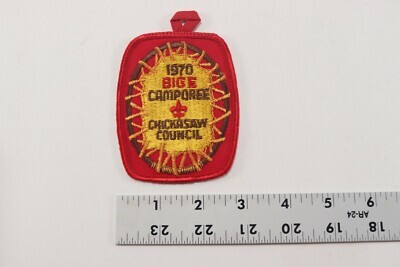 1970
BIG E
CAMPOREE
CHICKASAW
COUNCIL
1 2 3 4 5 6
AR-24
23 22 21 20 19 18